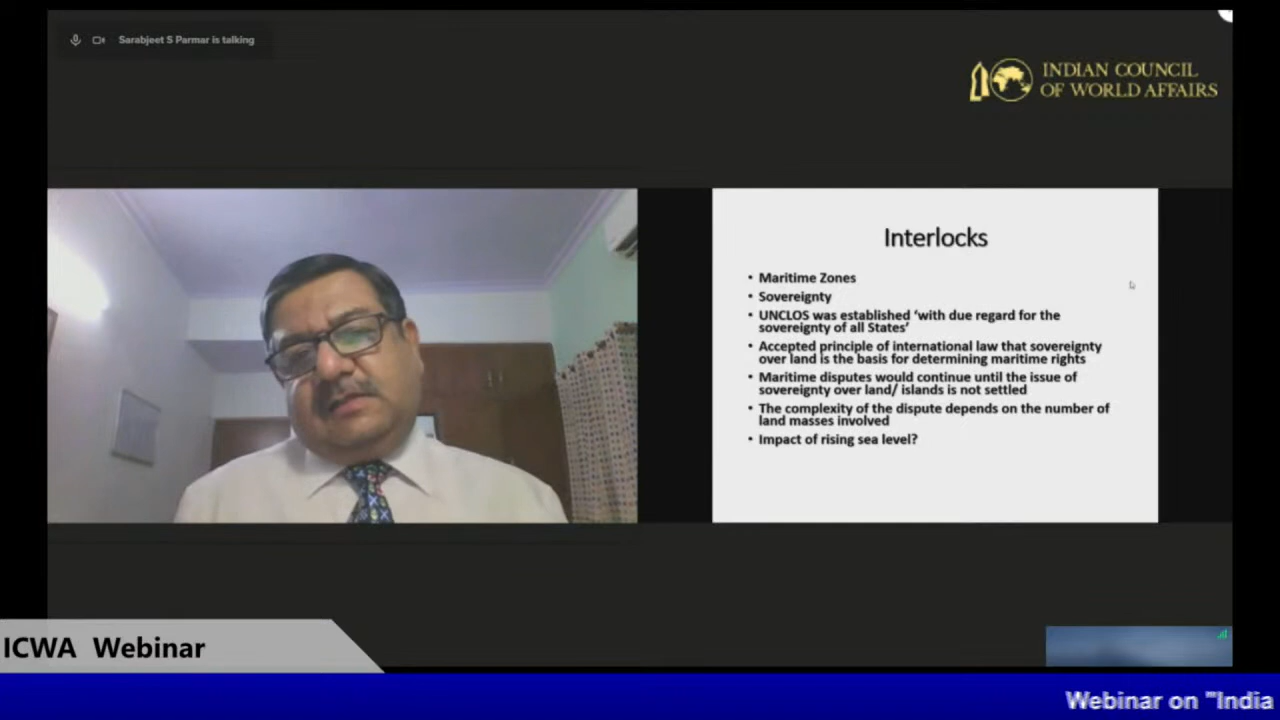 Sarabjeet S Parmar is talking
INDIAN COUNCIL
OF WORLD AFFAIRS
Interlocks
• Maritime Zones
• Sovereignty
• UNCLOS was established ‘with due regard for the
sovereignty of all States’
• Accepted principle of international law that sovereignty
over land is the basis for determining maritime rights
• Maritime disputes would continue until the issue of
sovereignty over land/ islands is not settled
• The complexity of the dispute depends on the number of
land masses involved
• Impact of rising sea level?
ICWA Webinar
Webinar on "India